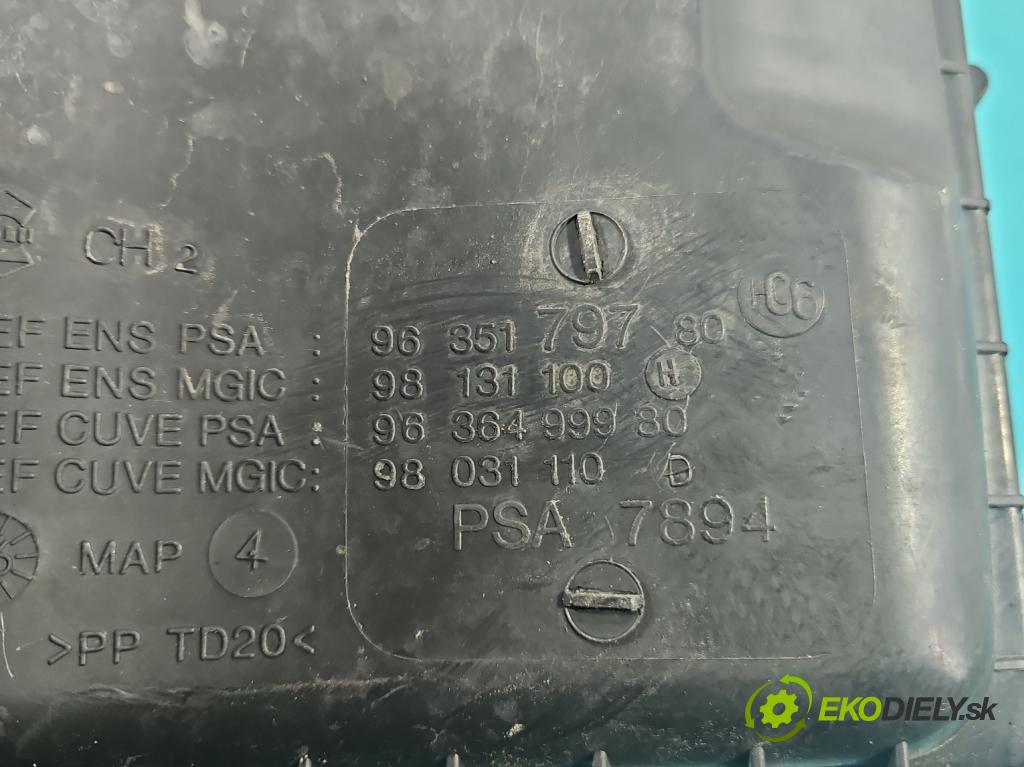 CH 2
EF ENS PSA : 96 351 797 80
HC6
EF ENS MGIC : 98 131 100 H
EF CUVE PSA : 96 364 999 80
EF CUVE MGIC: 98 031 110 D
PSA 7894
MAP 4
>PP TD20<
EKODIELY.sk